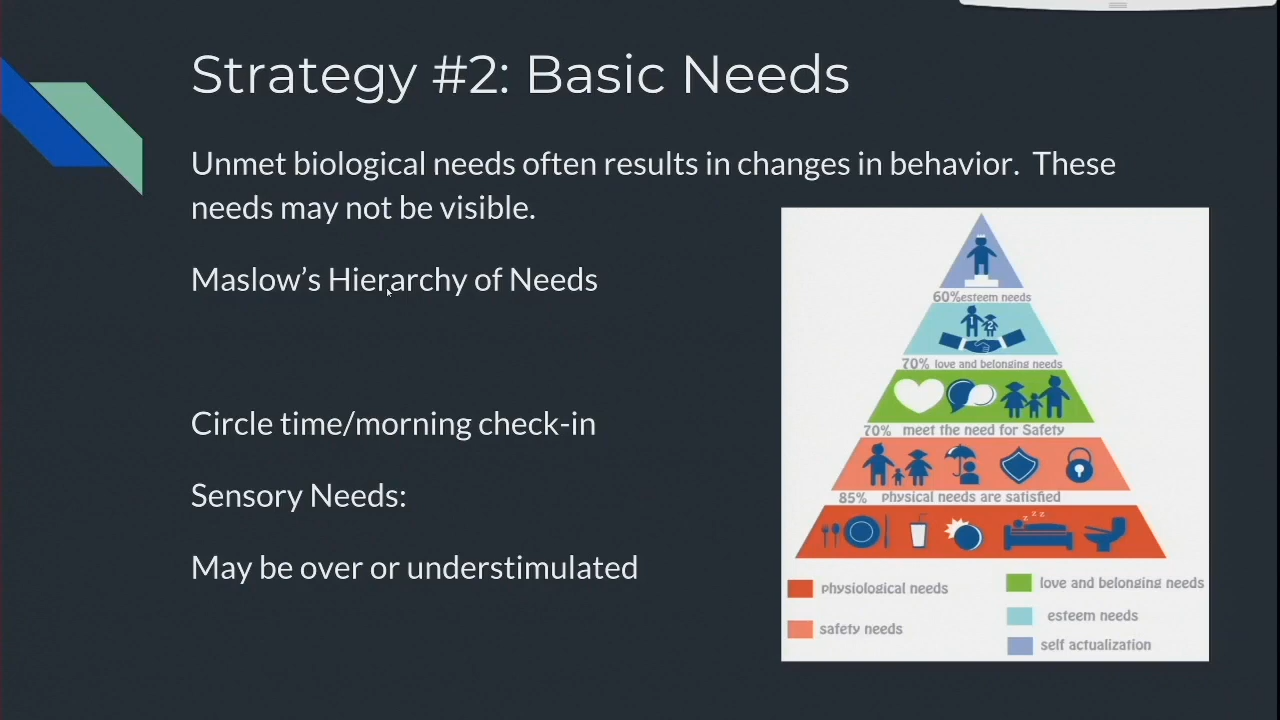 Strategy #2: Basic Needs
Unmet biological needs often results in changes in behavior. These
needs may not be visible.
Maslow's Hierarchy of Needs
Circle time/morning check-in
Sensory Needs:
May be over or understimulated
60%esteem needs
2
70% love and belonging needs
70% meet the need for Safety
85% physical needs are satisfied
z z z
physiological needs
safety needs
love and belonging needs
esteem needs
self actualization